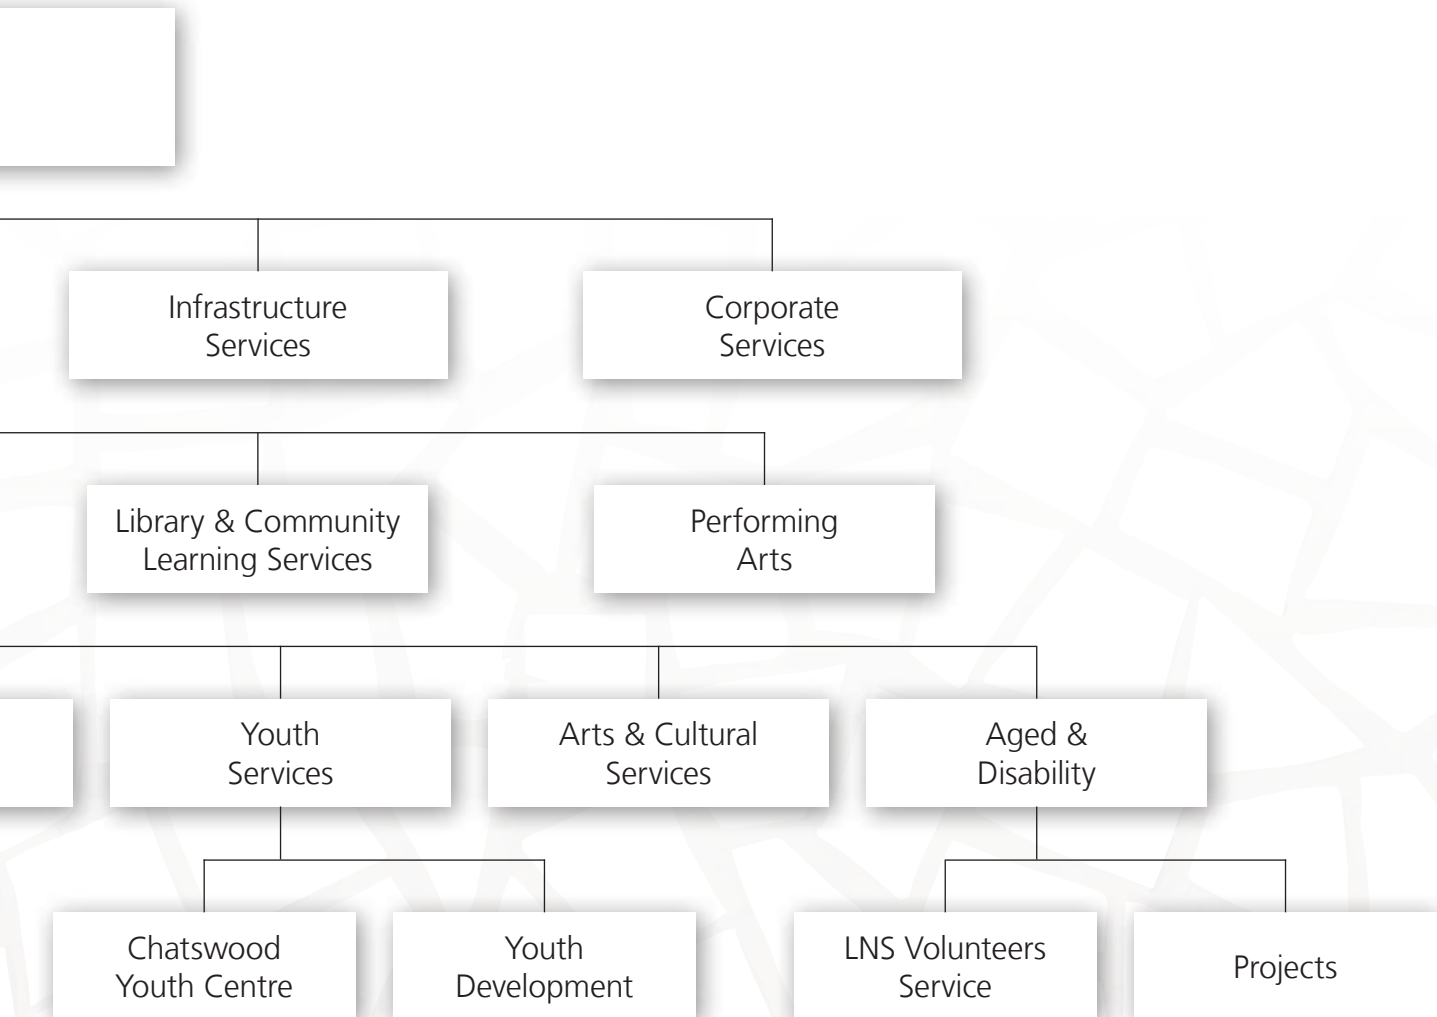 Infrastructure
Services
Corporate
Services
Library & Community
Learning Services
Performing
Arts
Youth
Services
Arts & Cultural
Services
Aged &
Disability
Chatswood
Youth Centre
Youth
Development
LNS Volunteers
Service
Projects